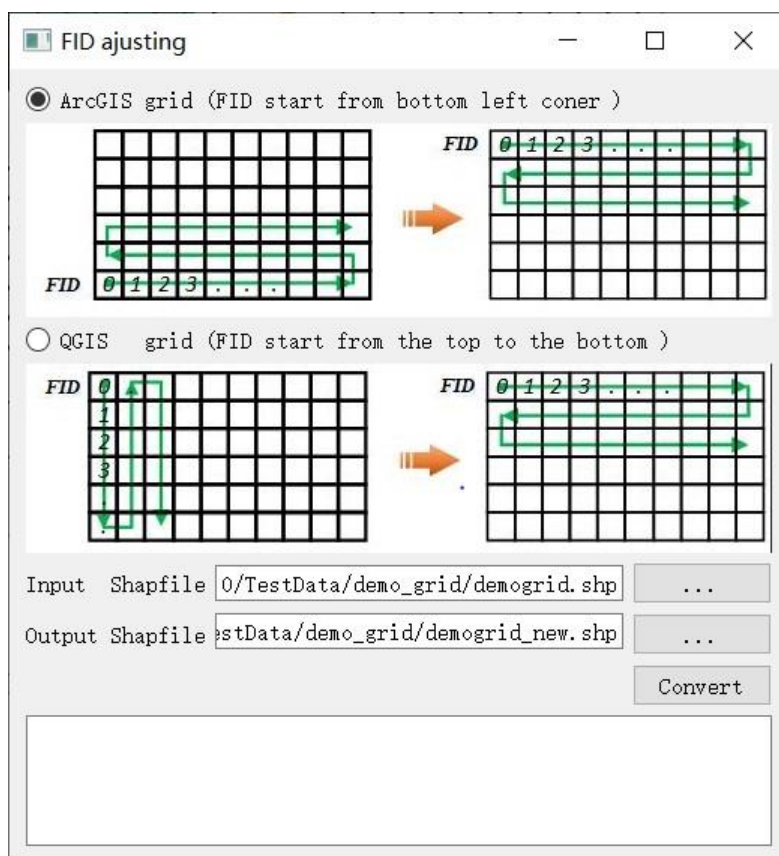 FID ajusting
ArcGIS grid (FID start from bottom left coner )
FID 0 1 2 3 . . .
FID 0 1 2 3 . . .
QGIS grid (FID start from the top to the bottom )
FID 0
1
2
3
.
.
FID 0 1 2 3 . . .
Input Shapfile 0/TestData/demo_grid/demogrid.shp ...
Output Shapfile estData/demo_grid/demogrid_new.shp ...
Convert